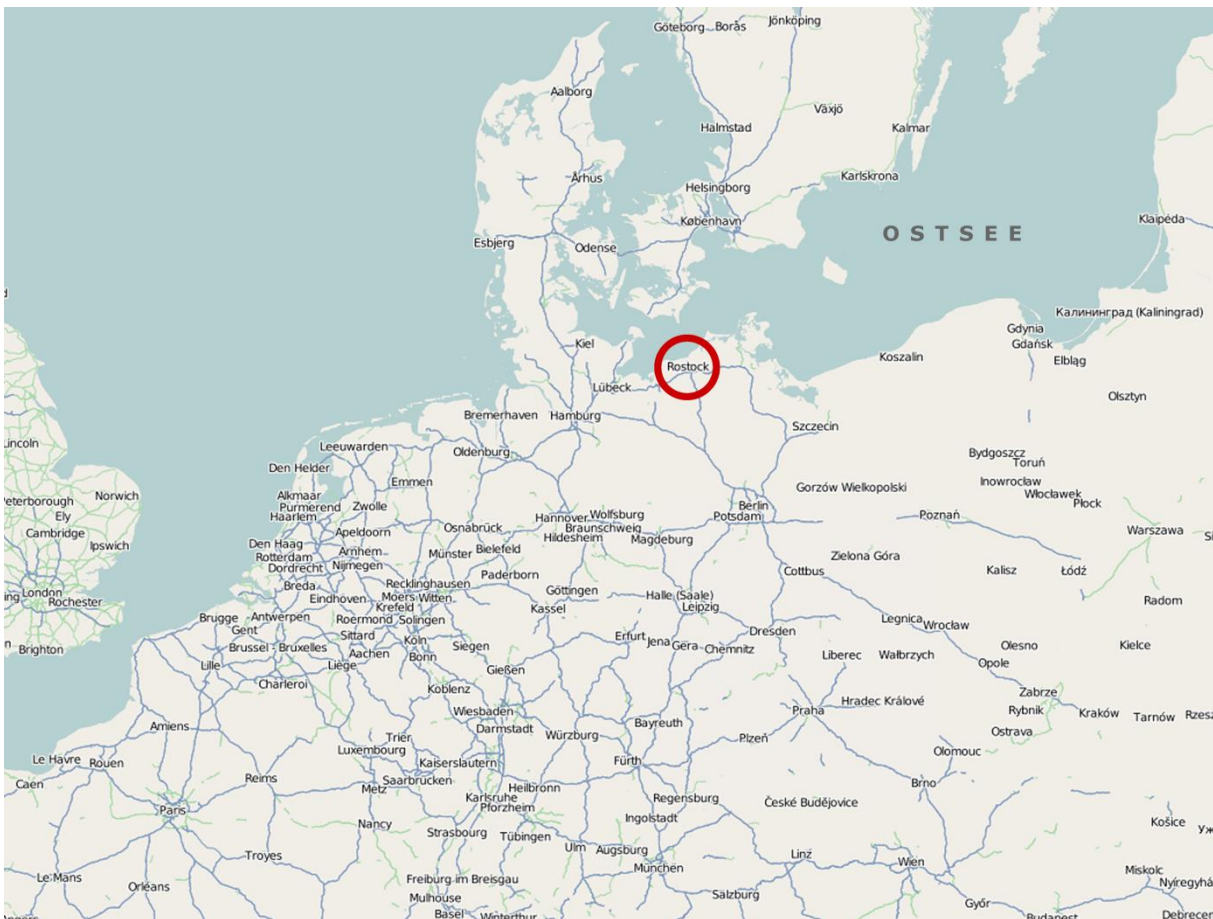 Göteborg
Borås
Jönköping
Aalborg
Växjö
Halmstad
Kalmar
Århus
Helsingborg
Karlskrona
København
Klaipéda
Esbjerg
Odense
OSTSEE
Калининград (Kaliningrad)
Gdynia
Gdańsk
Kiel
Koszalin
Elbląg
Rostock
Lübeck
Olsztyn
Bremerhaven
Hamburg
Szczecin
Leeuwarden
Oldenburg
Bydgoszcz
Toruń
Den Helder
Emmen
Inowrocław
Włocławek
Płock
Norwich
Alkmaar
Purmerend
Haarlem
Zwolle
Gorzów Wielkopolski
Berlin
Potsdam
Ely
Cambridge
Ipswich
Osnabrück
Hannover
Wolfsburg
Braunschweig
Hildesheim
Magdeburg
Poznań
Warszawa
Apeldoorn
Den Haag
Rotterdam
Dordrecht
Arnhem
Nijmegen
Münster
Bielefeld
Zielona Góra
Cottbus
Kalisz
Łódź
Breda
Eindhoven
Recklinghausen
Moers
Witten
Krefeld
Paderborn
Göttingen
Kassel
Halle (Saale)
Leipzig
Radom
London
Rochester
Brugge
Antwerpen
Gent
Roermond
Solingen
Legnica
Wrocław
Brighton
Brussel - Bruxelles
Sittard
Köln
Aachen
Bonn
Siegen
Erfurt
Jena
Gera
Chemnitz
Dresden
Liberec
Wałbrzych
Olesno
Opole
Kielce
Lille
Liège
Charleroi
Gießen
Koblenz
Hradec Králové
Zabrze
Rybnik
Kraków
Tarnów
Ostrava
Amiens
Wiesbaden
Darmstadt
Würzburg
Bayreuth
Praha
Plzeň
Olomouc
Trier
Luxembourg
Le Havre
Rouen
Caen
Reims
Kaiserslautern
Saarbrücken
Metz
Fürth
Brno
Heilbronn
Karlsruhe
Pforzheim
Regensburg
České Budějovice
Paris
Nancy
Strasbourg
Tübingen
Ingolstadt
Košice
Troyes
Ulm
Augsburg
München
Linz
Wien
Le Mans
Orléans
Freiburg im Breisgau
Mulhouse
Basel
Winterthur
Salzburg
Győr
Budapest
Miskolc
Debrecen